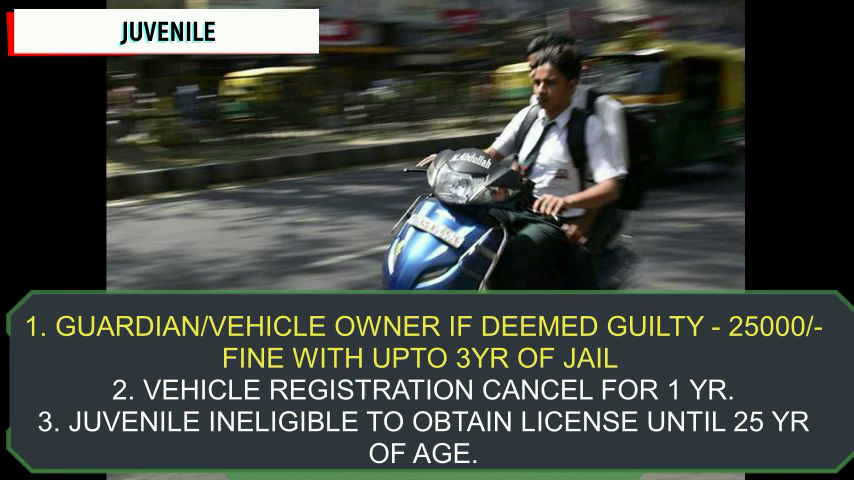 JUVENILE
M.Abdullah
1. GUARDIAN/VEHICLE OWNER IF DEEMED GUILTY - 25000/-
FINE WITH UPTO 3YR OF JAIL
2. VEHICLE REGISTRATION CANCEL FOR 1 YR.
3. JUVENILE INELIGIBLE TO OBTAIN LICENSE UNTIL 25 YR
OF AGE.